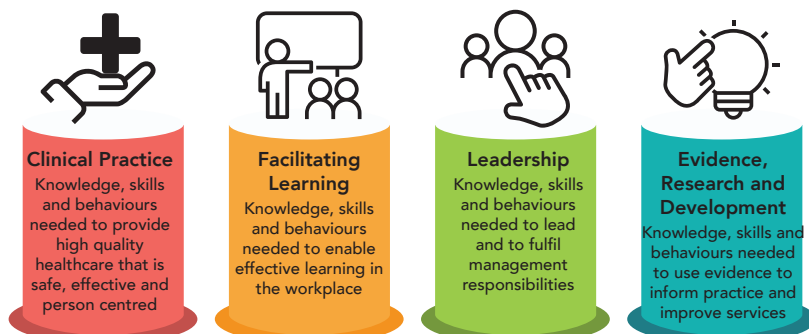 Clinical Practice
Knowledge, skills
and behaviours
needed to provide
high quality
healthcare that is
safe, effective and
person centred
Facilitating
Learning
Knowledge, skills
and behaviours
needed to enable
effective learning in
the workplace
Leadership
Knowledge, skills
and behaviours
needed to lead
and to fulfil
management
responsibilities
Evidence,
Research and
Development
Knowledge, skills and
behaviours needed
to use evidence to
inform practice and
improve services